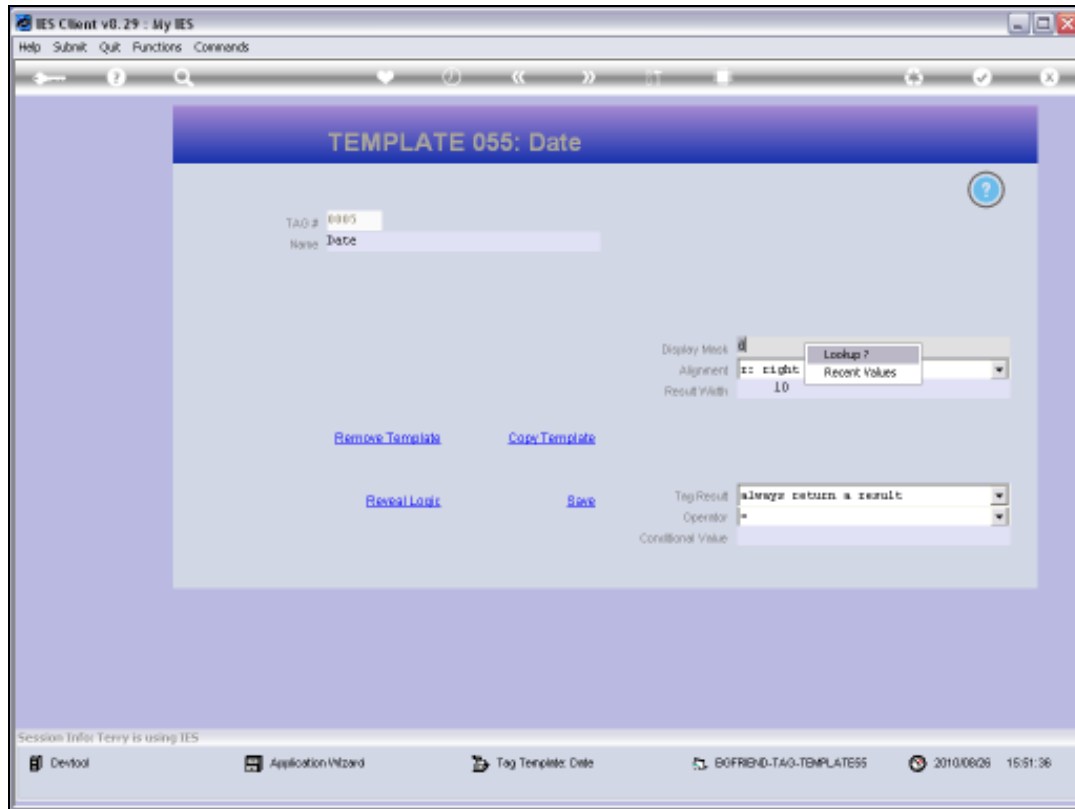 IES Client v8.29 : My IES
Help Submit Quit Functions Commands
TEMPLATE 055: Date
TAG # 0005
Name Date
Display Mask d
Lookup ?
Alignment r: right
Recent Values
Result Width 10
Remove Template Copy Template
Reveal Logic Save
Tag Result always return a result
Operator =
Conditional Value
Session Info: Terry is using IES
Devtool Application Wizard Tag Template: Date BGFRIEND-TAG-TEMPLATE55 2010/08/26 15:51:36